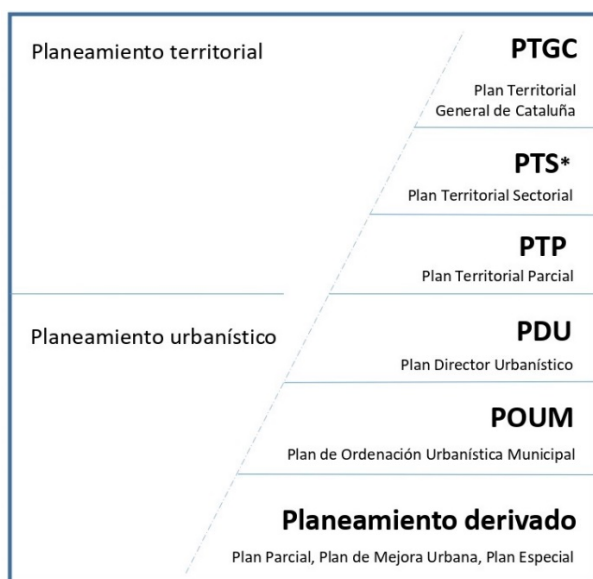 Planeamiento territorial
PTGC
Plan Territorial
General de Cataluña
PTS*
Plan Territorial Sectorial
PTP
Plan Territorial Parcial
Planeamiento urbanístico
PDU
Plan Director Urbanístico
POUM
Plan de Ordenación Urbanística Municipal
Planeamiento derivado
Plan Parcial, Plan de Mejora Urbana, Plan Especial